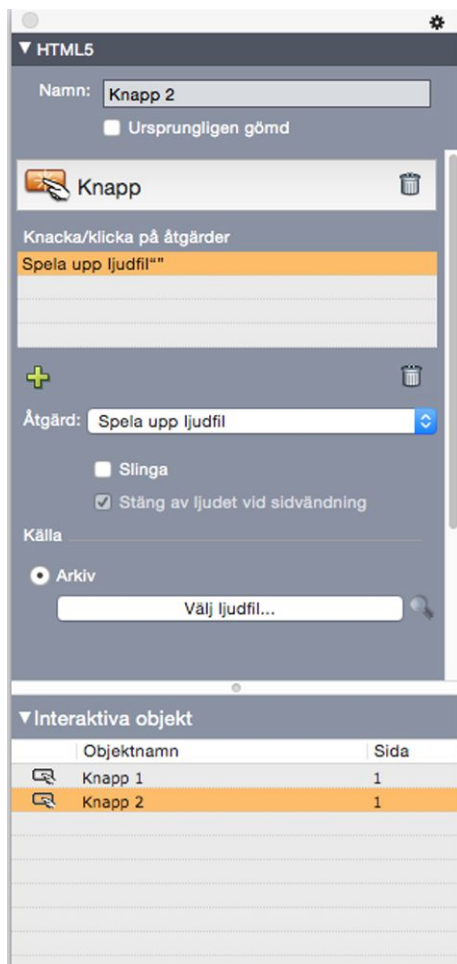 HTML5
Namn: Knapp 2
Ursprungligen gömd
Knapp
Knacka/klicka på åtgärder
Spela upp ljudfil“”
Åtgärd: Spela upp ljudfil
Slinga
Stäng av ljudet vid sidvändning
Källa
Arkiv
Välj ljudfil...
Interaktiva objekt
Objektnamn Sida
Knapp 1 1
Knapp 2 1